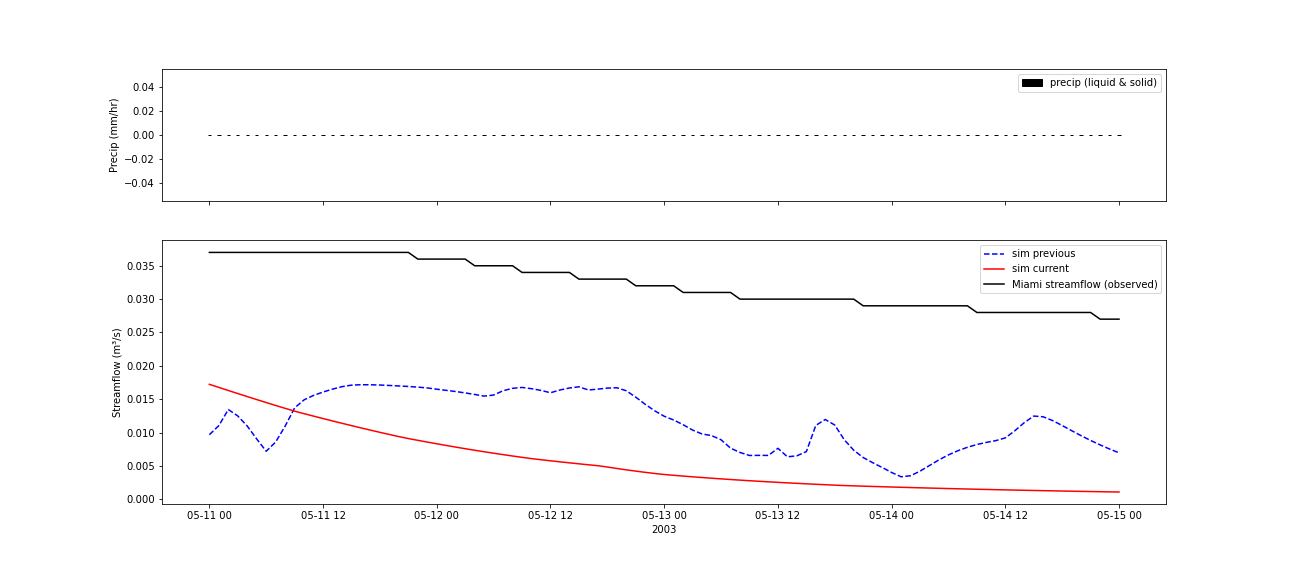 precip (liquid & solid)
0.04
0.02
0.00
−0.02
−0.04
Precip (mm/hr)
sim previous
sim current
Miami streamflow (observed)
0.035
0.030
0.025
0.020
0.015
0.010
0.005
0.000
Streamflow (m³/s)
05-11 00 05-11 12 05-12 00 05-12 12 05-13 00 05-13 12 05-14 00 05-14 12 05-15 00
2003